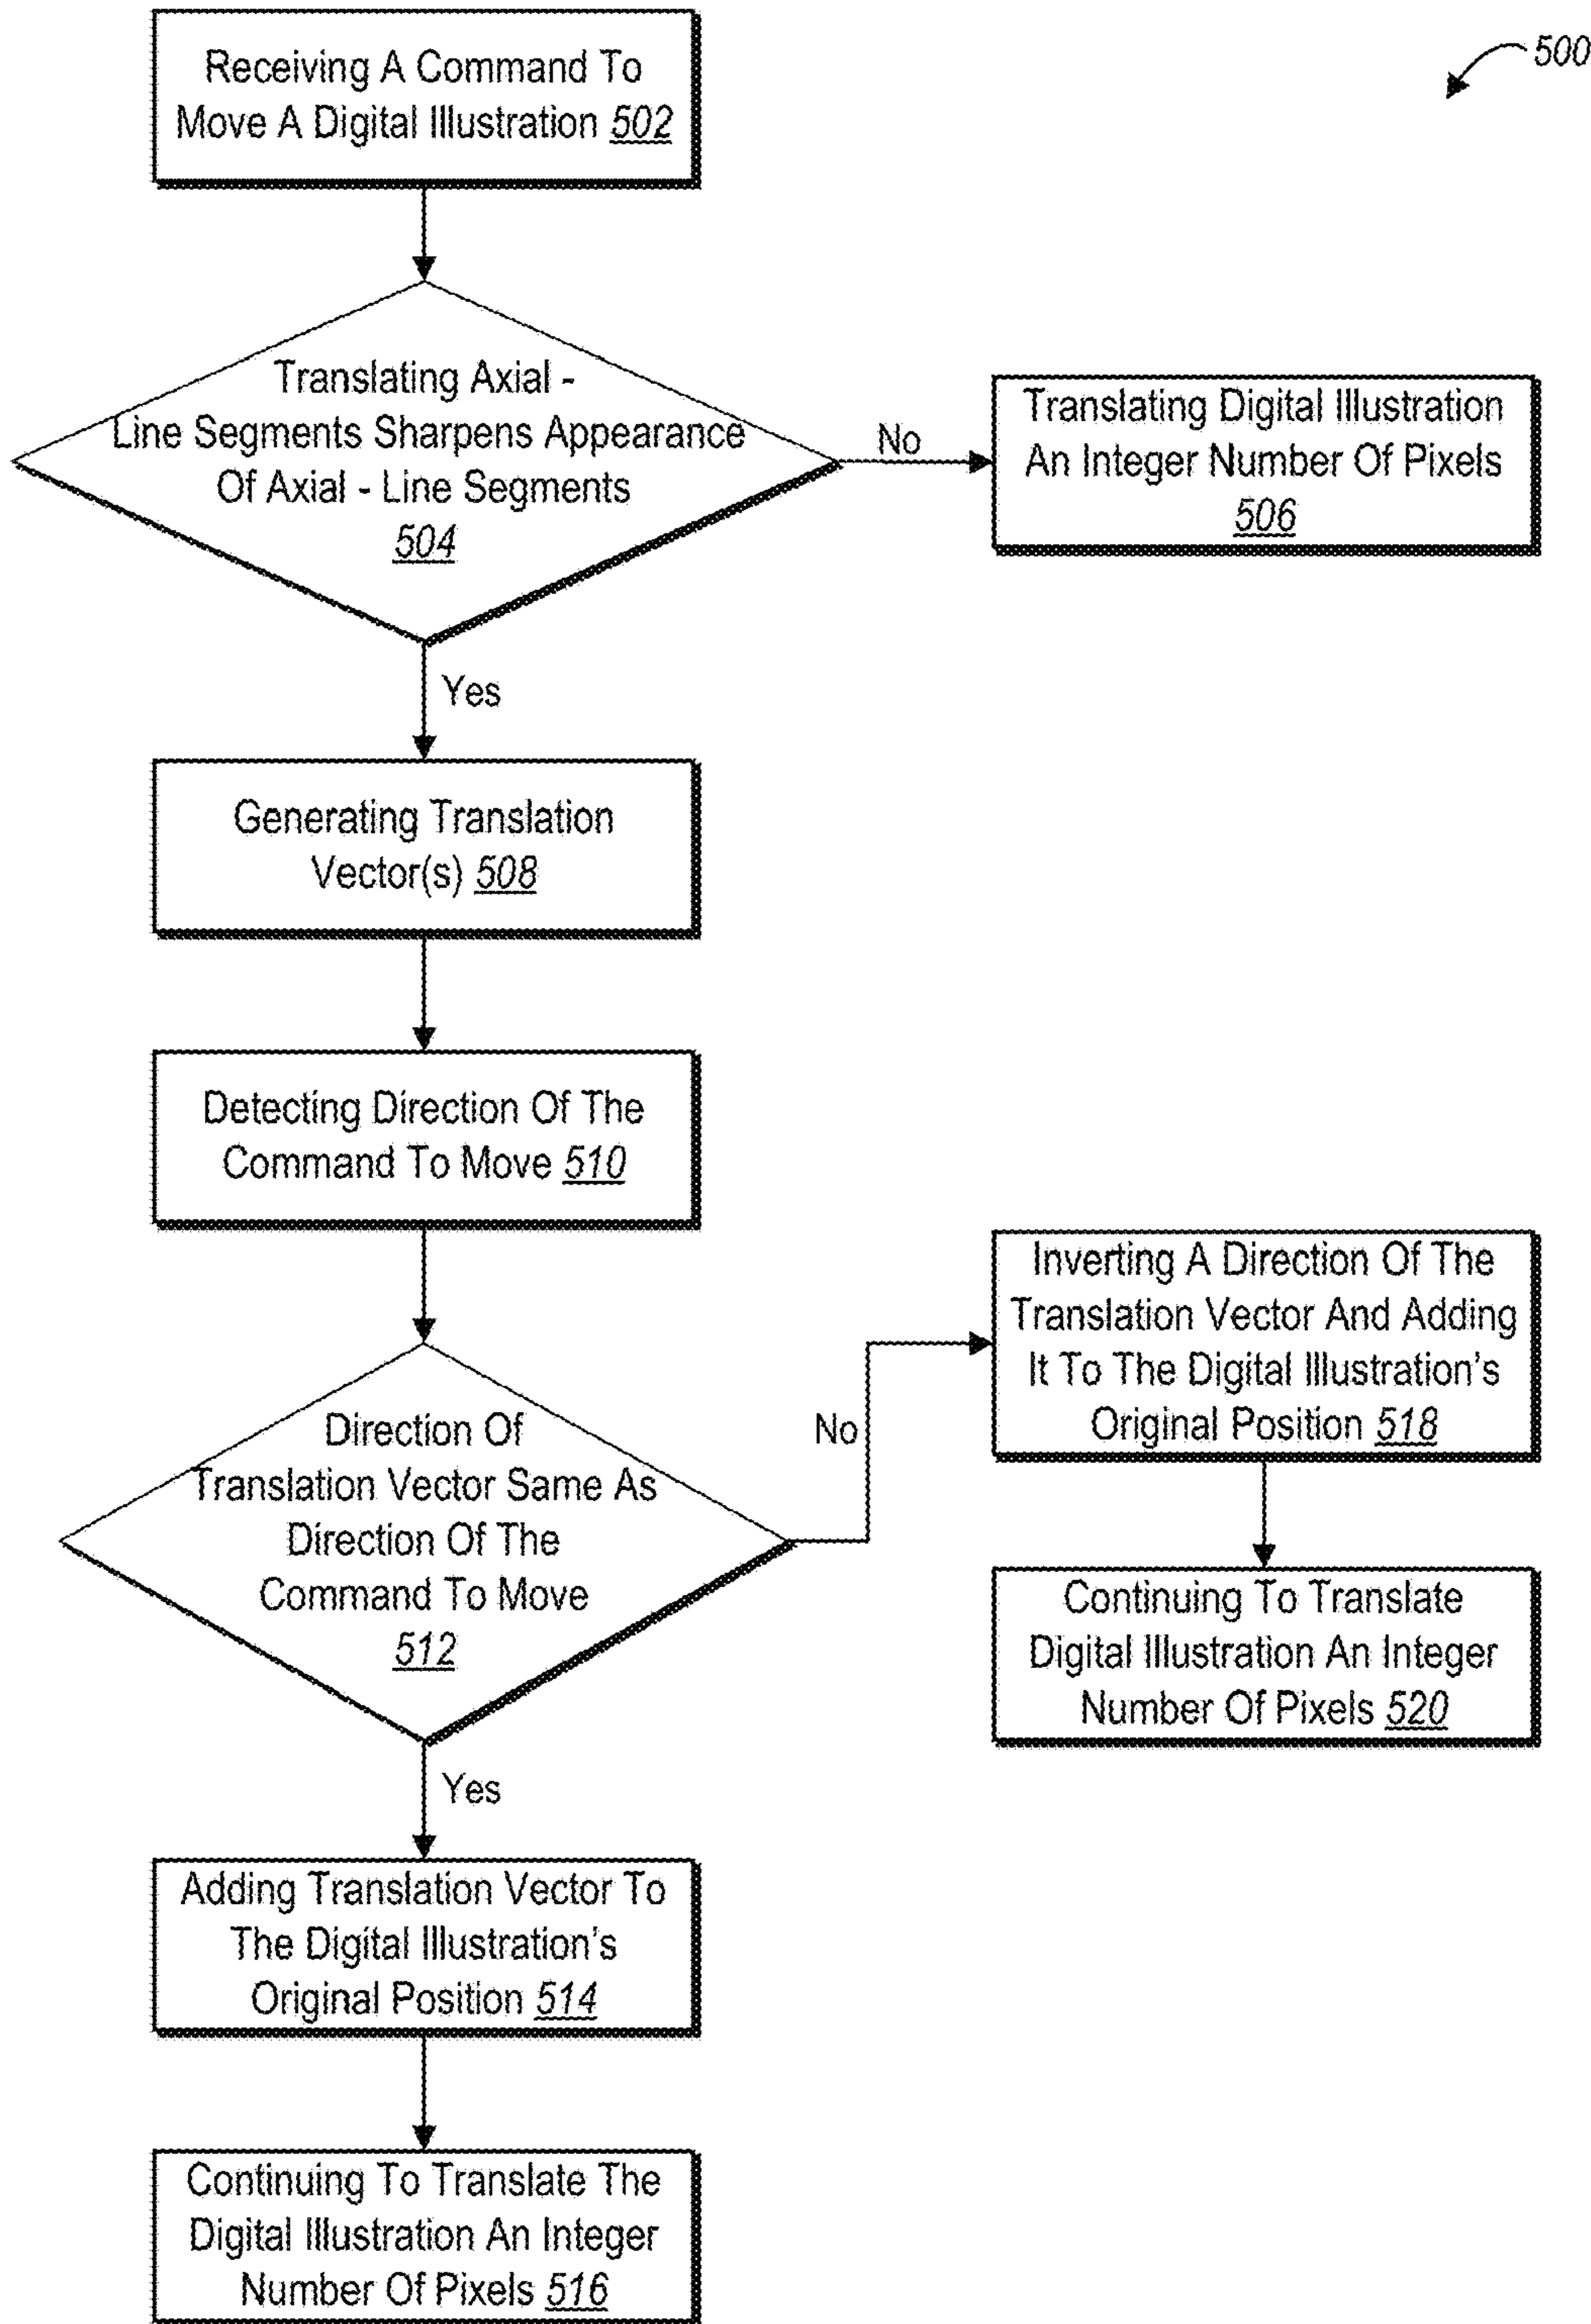 500
Receiving A Command To
Move A Digital Illustration 502
Translating Axial -
Line Segments Sharpens Appearance
Of Axial - Line Segments
504
No
Translating Digital Illustration
An Integer Number Of Pixels
506
Yes
Generating Translation
Vector(s) 508
Detecting Direction Of The
Command To Move 510
Direction Of
Translation Vector Same As
Direction Of The
Command To Move
512
No
Inverting A Direction Of The
Translation Vector And Adding
It To The Digital Illustration's
Original Position 518
Continuing To Translate
Digital Illustration An Integer
Number Of Pixels 520
Yes
Adding Translation Vector To
The Digital Illustration's
Original Position 514
Continuing To Translate The
Digital Illustration An Integer
Number Of Pixels 516